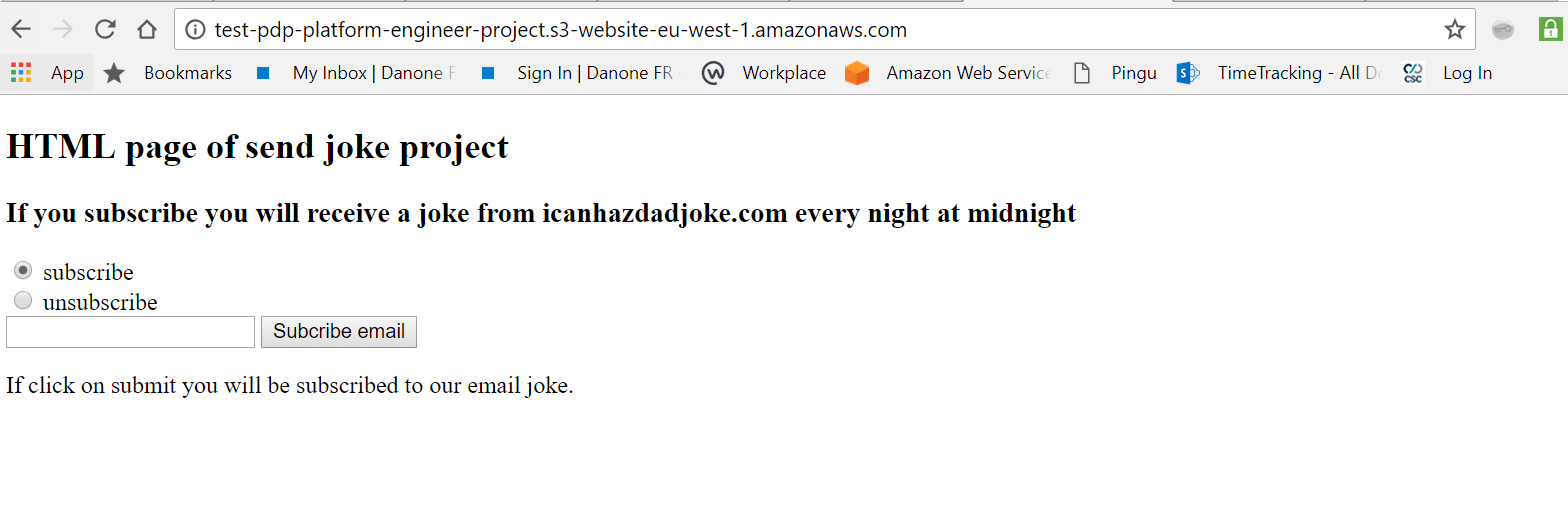 test-pdp-platform-engineer-project.s3-website-eu-west-1.amazonaws.com
App Bookmarks My Inbox | Danone F Sign In | Danone FR Workplace Amazon Web Service Pingu TimeTracking - All Do CSC Log In
HTML page of send joke project
If you subscribe you will receive a joke from icanhazdadjoke.com every night at midnight
subscribe
unsubscribe
Subcribe email
If click on submit you will be subscribed to our email joke.